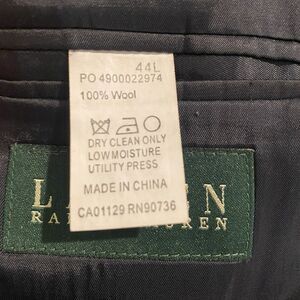 44L
PO 4900022974
100% Wool
DRY CLEAN ONLY
LOW MOISTURE
UTILITY PRESS
MADE IN CHINA
CA01129 RN90736